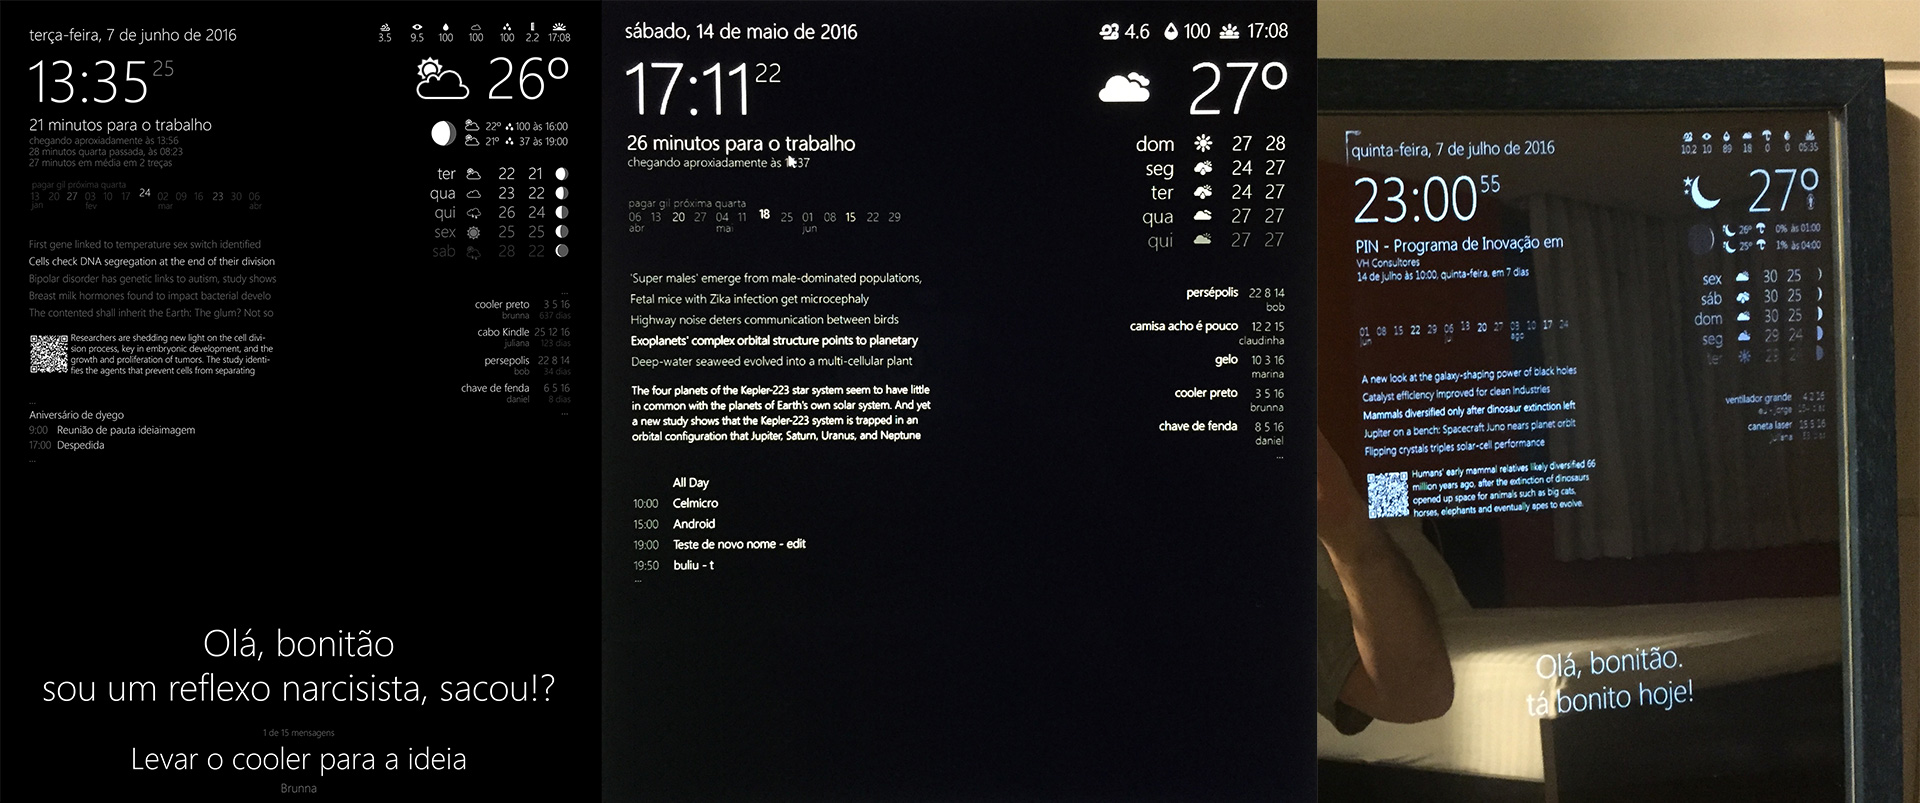 terça-feira, 7 de junho de 2016
3.5 9.5 100 100 100 2.2 17:08
13:35 25
26º
21 minutos para o trabalho
chegando aproxiadamente às 13:56
28 minutos quarta passada, às 08:23
27 minutos em média em 2 treças
22º 100 às 16:00
21º 37 às 19:00
pagar gil próxima quarta
13 20 27 03 10 17 24 02 09 16 23 30 06
jan fev mar abr
ter 22 21
qua 23 22
qui 26 24
sex 25 25
sab 28 22
First gene linked to temperature sex switch identified
Cells check DNA segregation at the end of their division
Bipolar disorder has genetic links to autism, study shows
Breast milk hormones found to impact bacterial develo
The contented shall inherit the Earth: The glum? Not so
Researchers are shedding new light on the cell divi-
sion process, key in embryonic development, and the
growth and proliferation of tumors. The study identi-
fies the agents that prevent cells from separating
...
Aniversário de dyego
9:00 Reunião de pauta ideiaimagem
17:00 Despedida
...
...
cooler preto 3 5 16
brunna 637 dias
cabo Kindle 25 12 16
juliana 123 dias
persepolis 22 8 14
bob 34 dias
chave de fenda 6 5 16
daniel 8 dias
...
Olá, bonitão
sou um reflexo narcisista, sacou!?
1 de 15 mensagens
Levar o cooler para a ideia
Brunna
sábado, 14 de maio de 2016
4.6 100 17:08
17:11 22
27º
26 minutos para o trabalho
chegando aproxiadamente às 37
pagar gil próxima quarta
06 13 20 27 04 11 18 25 01 08 15 22 29
abr mai jun
dom 27 28
seg 24 27
ter 24 27
qua 27 27
qui 27 27
'Super males' emerge from male-dominated populations,
Fetal mice with Zika infection get microcephaly
Highway noise deters communication between birds
Exoplanets' complex orbital structure points to planetary
Deep-water seaweed evolved into a multi-cellular plant
The four planets of the Kepler-223 star system seem to have little
in common with the planets of Earth's own solar system. And yet
a new study shows that the Kepler-223 system is trapped in an
orbital configuration that Jupiter, Saturn, Uranus, and Neptune
All Day
10:00 Celmicro
15:00 Android
19:00 Teste de novo nome - edit
19:50 buliu - t
...
persépolis 22 8 14
bob
camisa acho é pouco 12 2 15
claudinha
gelo 10 3 16
marina
cooler preto 3 5 16
brunna
chave de fenda 8 5 16
daniel
...
quinta-feira, 7 de julho de 2016
10.2 10 89 18 0 0 05:35
23:00 55
27º
PIN - Programa de Inovação em
VH Consultores
14 de julho às 10:00, quinta-feira, em 7 dias
26º 0% às 01:00
25º 1% às 04:00
01 08 15 22 29 06 13 20 27 03 10 17 24
jun jul ago
sex 30 25
sáb 30 25
dom 30 25
seg 29 24
ter
A new look at the galaxy-shaping power of black holes
Catalyst efficiency improved for clean industries
Mammals diversified only after dinosaur extinction left
Jupiter on a bench: Spacecraft Juno nears planet orbit
Flipping crystals triples solar-cell performance
Humans' early mammal relatives likely diversified 66
million years ago, after the extinction of dinosaurs
opened up space for animals such as big cats,
horses, elephants and eventually apes to evolve.
ventilador grande 4 2 16
caneta laser 15 5 16
juliana
Olá, bonitão.
tá bonito hoje!